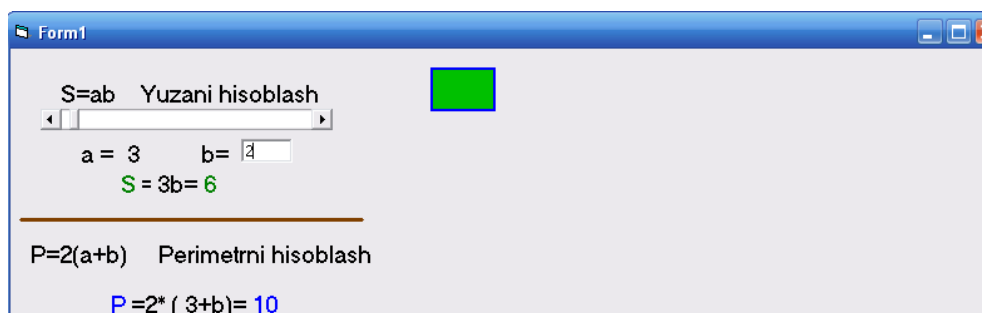 Form1
S=ab Yuzani hisoblash
a = 3 b= 2
S = 3b= 6
P=2(a+b) Perimetrni hisoblash
P =2* ( 3+b)= 10